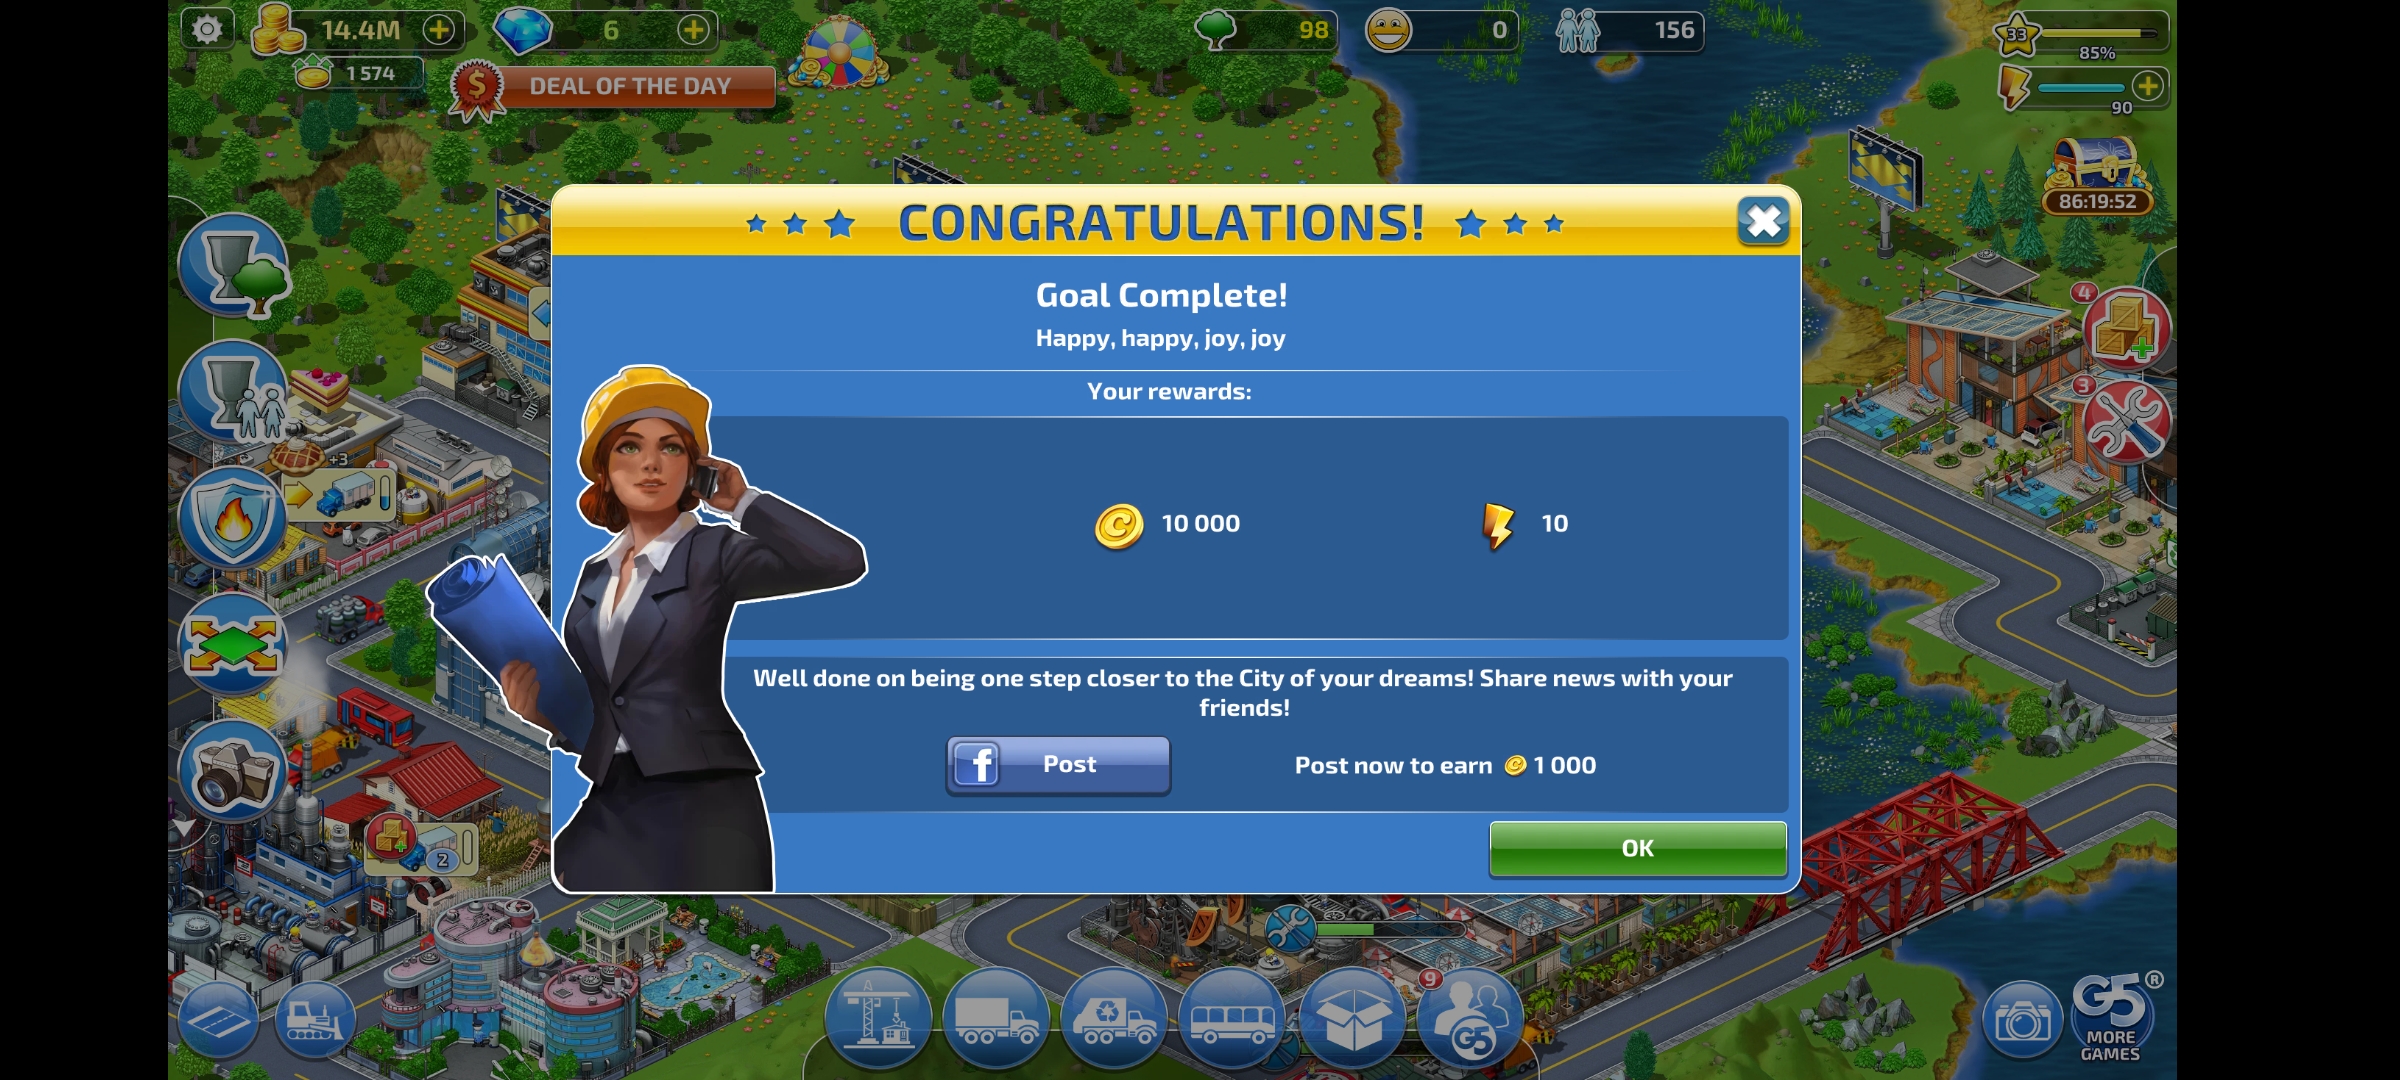 14.4M
6
98
0
156
33
85%
1 574
DEAL OF THE DAY
90
86:19:52
CONGRATULATIONS!
Goal Complete!
Happy, happy, joy, joy
Your rewards:
10 000
10
4
3
+3
Well done on being one step closer to the City of your dreams! Share news with your
friends!
f Post
Post now to earn 1 000
OK
2
9
G5
G5®
MORE
GAMES